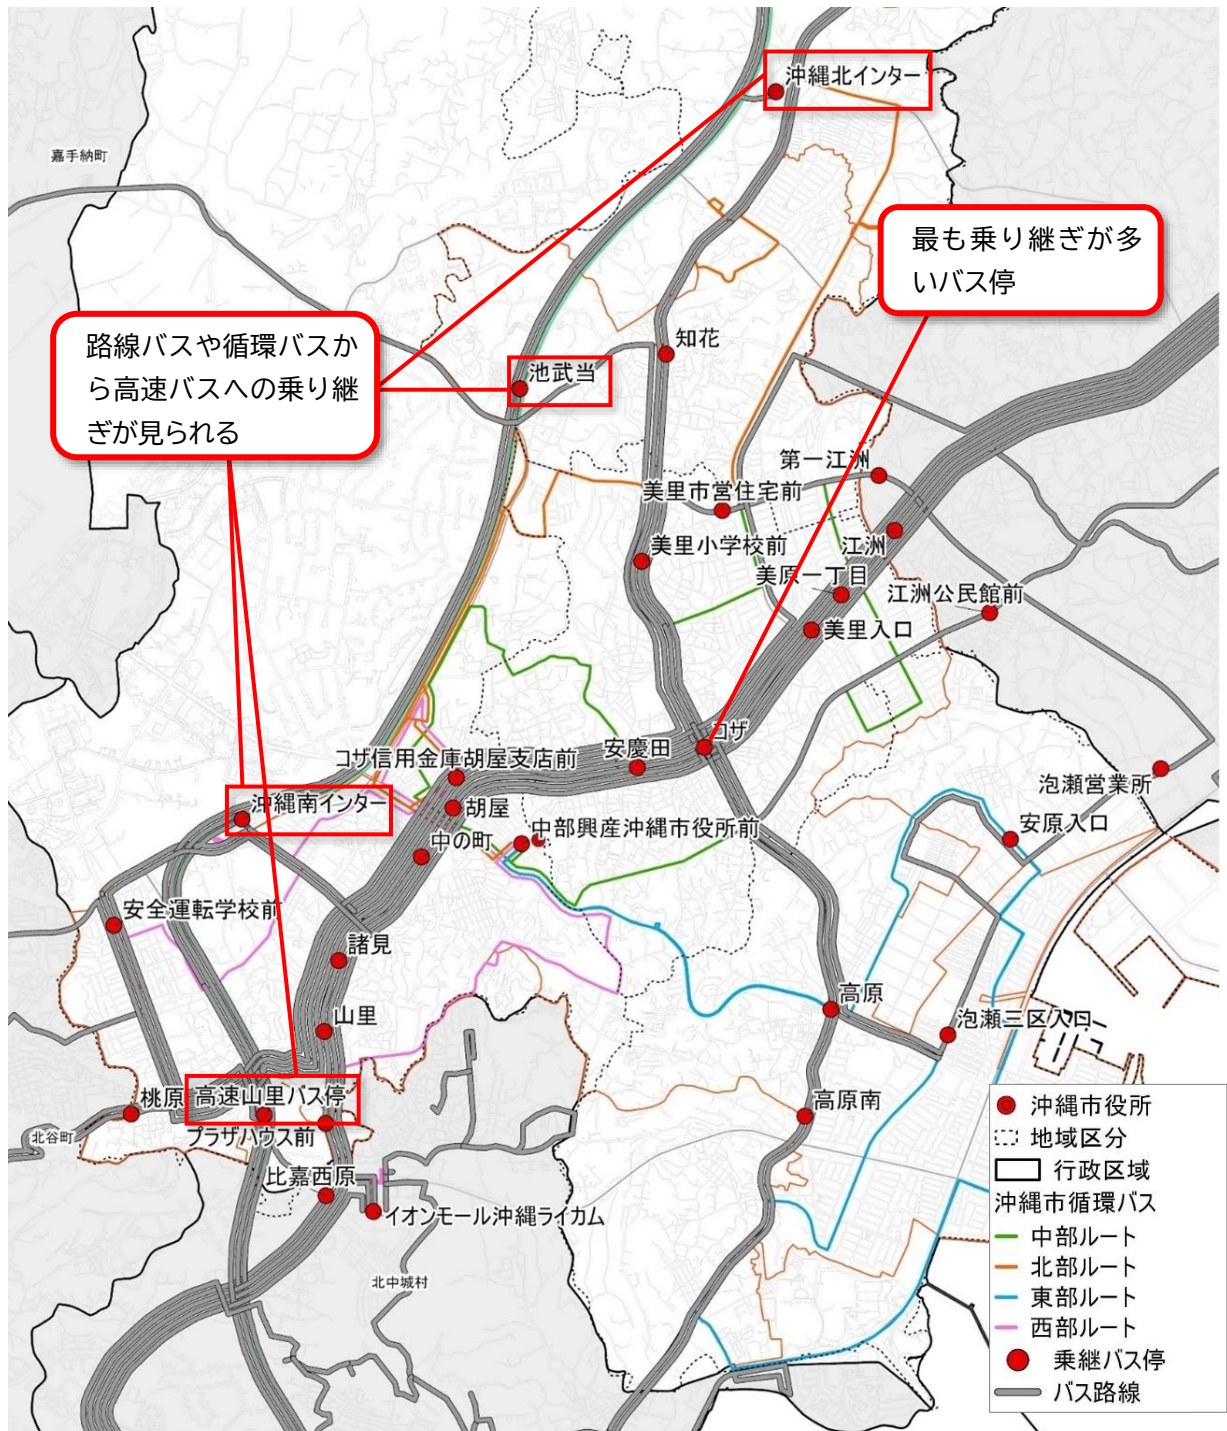 沖縄北インター
嘉手納町
最も乗り継ぎが多
いバス停
路線バスや循環バスか
ら高速バスへの乗り継
ぎが見られる
知花
池武当
第一江洲
美里市営住宅前
美里小学校前
江洲
美原一丁目
江洲公民館前
美里入口
コザ
安慶田
コザ信用金庫胡屋支店前
泡瀬営業所
沖縄南インター
胡屋
中部興産沖縄市役所前
安原入口
中の町
安全運転学校前
諸見
高原
山里
泡瀬三区入口
桃原
高速山里バス停
高原南
プラザハウス前
北谷町
比嘉西原
イオンモール沖縄ライカム
北中城村
沖縄市役所
地域区分
行政区域
沖縄市循環バス
中部ルート
北部ルート
東部ルート
西部ルート
乗継バス停
バス路線